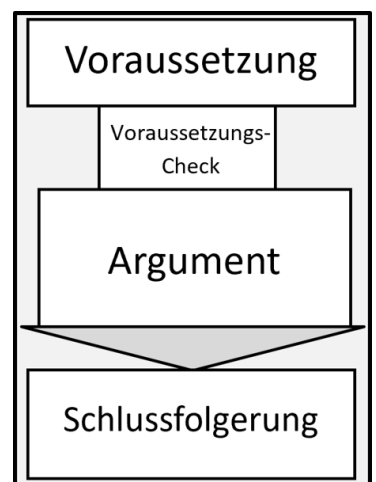 Voraussetzung
Voraussetzungs-
Check
Argument
Schlussfolgerung